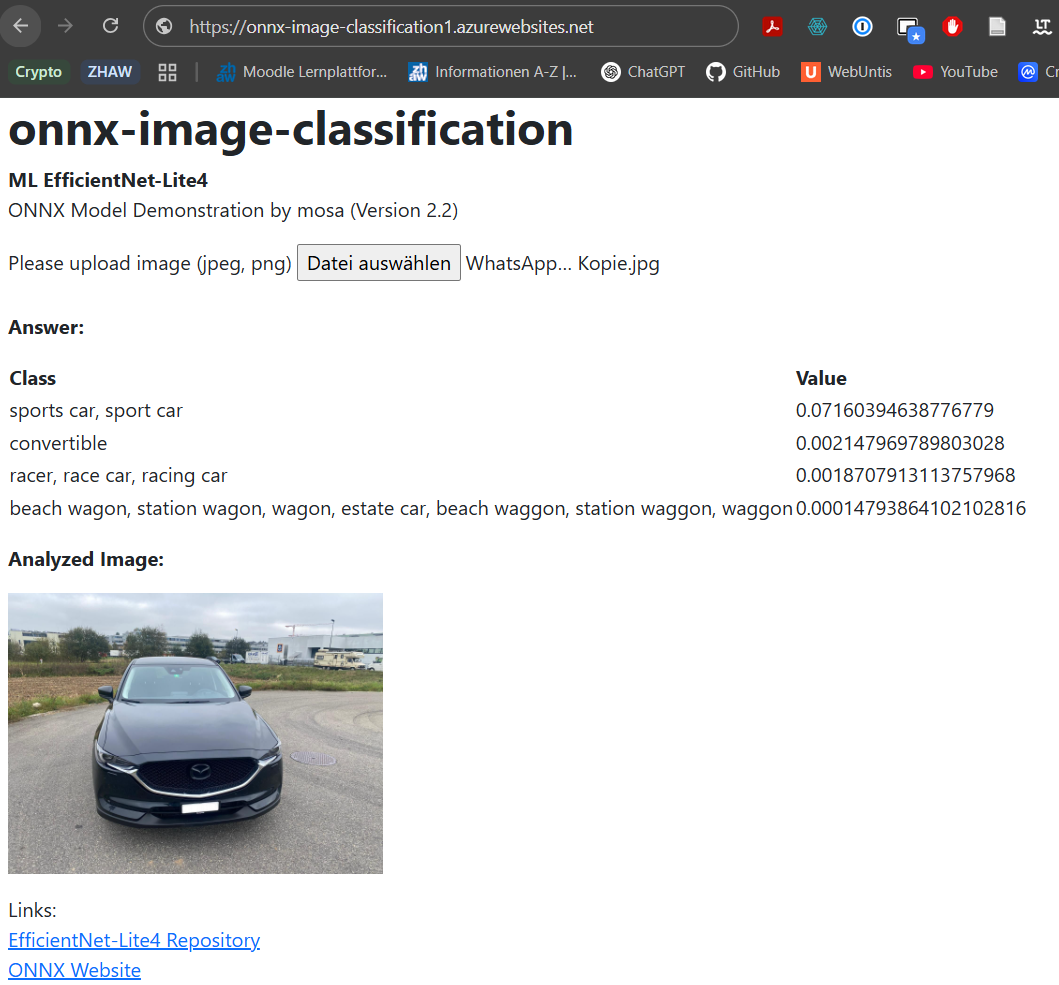 https://onnx-image-classification1.azurewebsites.net
Crypto ZHAW Moodle Lernplattfor... Informationen A-Z |... ChatGPT GitHub WebUntis YouTube Cr
onnx-image-classification
ML EfficientNet-Lite4
ONNX Model Demonstration by mosa (Version 2.2)
Please upload image (jpeg, png) Datei auswählen WhatsApp... Kopie.jpg
Answer:
Class Value
sports car, sport car 0.07160394638776779
convertible 0.002147969789803028
racer, race car, racing car 0.0018707913113757968
beach wagon, station wagon, wagon, estate car, beach waggon, station waggon, waggon 0.00014793864102102816
Analyzed Image:
Links:
EfficientNet-Lite4 Repository
ONNX Website